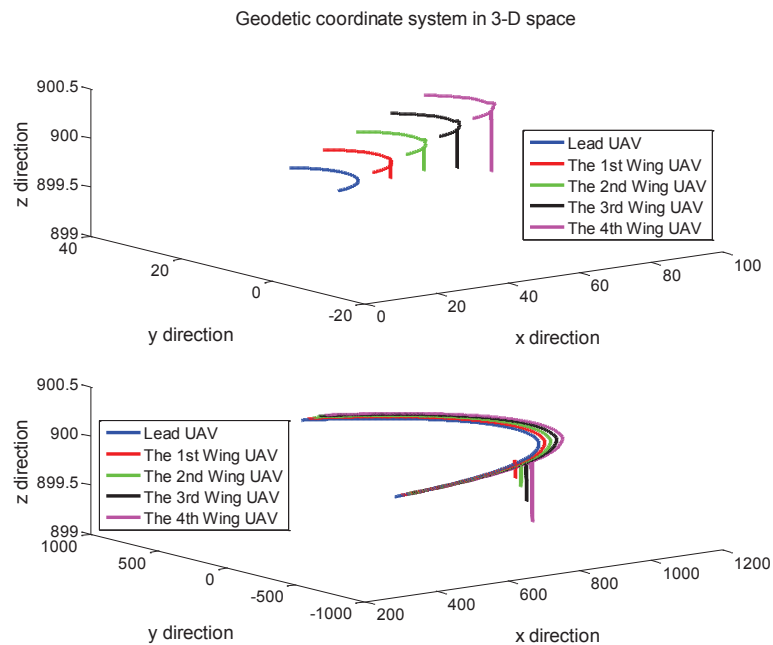 Geodetic coordinate system in 3-D space
900.5
900
899.5
899
z direction
40
20
0
-20
y direction
0
20
40
60
80
100
x direction
Lead UAV
The 1st Wing UAV
The 2nd Wing UAV
The 3rd Wing UAV
The 4th Wing UAV
900.5
900
899.5
899
z direction
1000
500
0
-500
-1000
y direction
200
400
600
800
1000
1200
x direction
Lead UAV
The 1st Wing UAV
The 2nd Wing UAV
The 3rd Wing UAV
The 4th Wing UAV